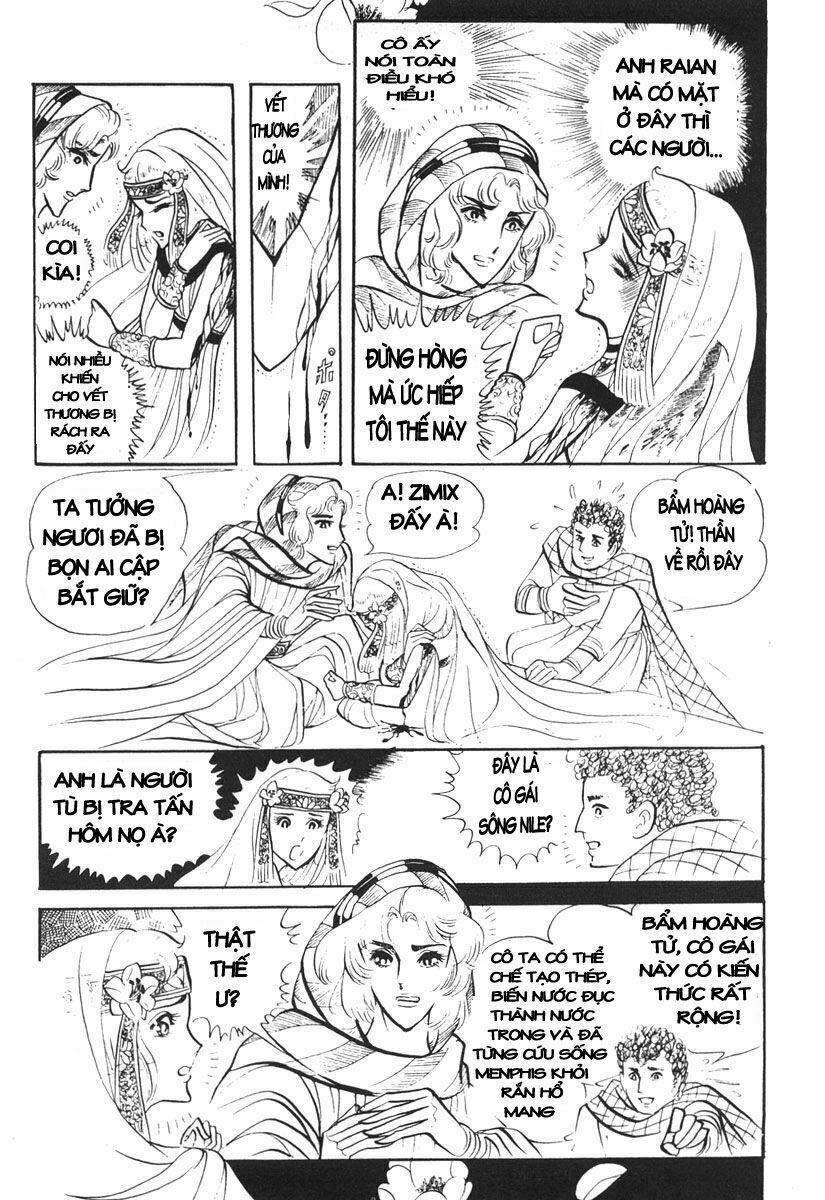 ANH RAIAN
MÀ CÓ MẶT
Ở ĐÂY THÌ
CÁC NGƯỜI...
CÔ ẤY
NÓI TOÀN
ĐIỀU KHÓ
HIỂU!
ĐỪNG HÒNG
MÀ ỨC HIẾP
TÔI THẾ NÀY
VẾT
THƯƠNG
CỦA
MÌNH!
ポタ
COI
KÌA!
NÓI NHIỀU
KHIẾN
CHO VẾT
THƯƠNG BỊ
RÁCH RA
ĐẤY
BẨM HOÀNG
TỬ! THẦN
VỀ RỒI ĐÂY
A! ZIMIX
ĐẤY À!
TA TƯỞNG
NGƯƠI ĐÃ BỊ
BỌN AI CẬP
BẮT GIỮ?
ĐÂY LÀ
CÔ GÁI
SÔNG NILE?
ANH LÀ NGƯỜI
TÙ BỊ TRA TẤN
HÔM NỌ À?
BẨM HOÀNG
TỬ, CÔ GÁI
NÀY CÓ KIẾN
THỨC RẤT
RỘNG!
CÔ TA CÓ THỂ
CHẾ TẠO THÉP,
BIẾN NƯỚC ĐỤC
THÀNH NƯỚC
TRONG VÀ ĐÃ
TỪNG CỨU SỐNG
MENPHIS KHỎI
RẮN HỔ
MANG
THẬT
THẾ
Ư?